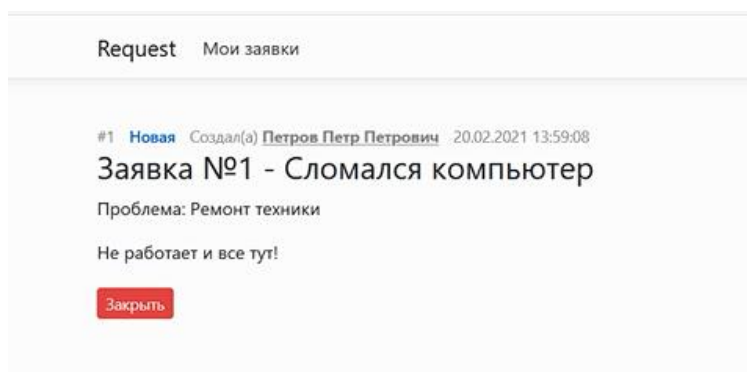 Request Мои заявки
#1 Новая Создал(а) Петров Петр Петрович 20.02.2021 13:59:08
Заявка №1 - Сломался компьютер
Проблема: Ремонт техники
Не работает и все тут!
Закрыть